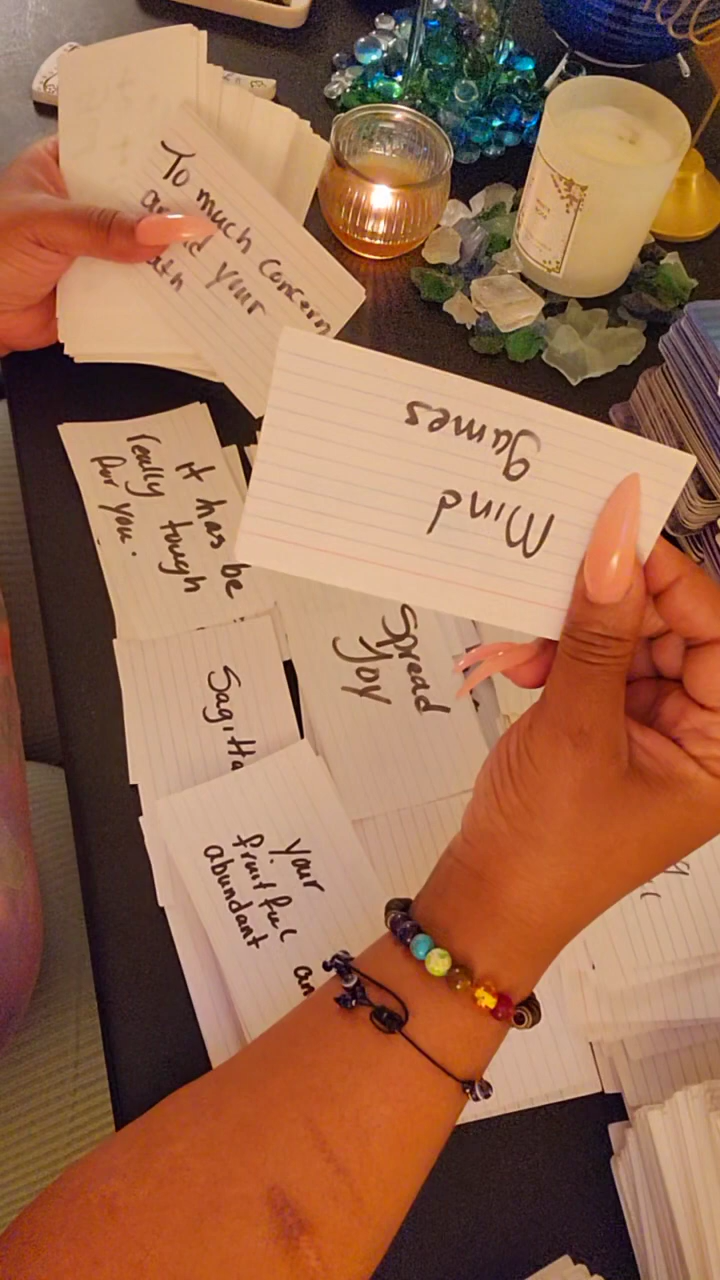 To much concern
around your
Mind
games
It has be
really tough
for you.
Spread
Joy
Sagitta
Your
fruitful an
abundant